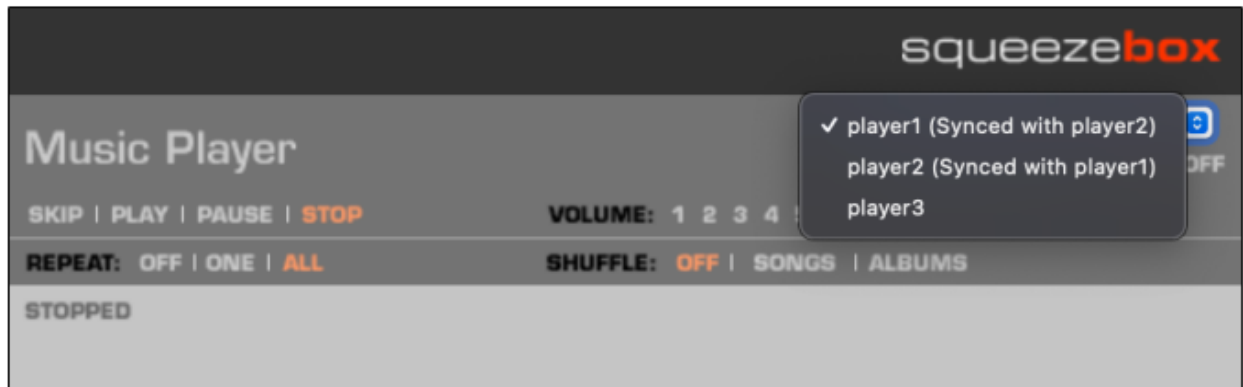 squeezebox
Music Player
✓ player1 (Synced with player2)
player2 (Synced with player1)
player3
OFF
SKIP | PLAY | PAUSE | STOP
VOLUME: 1 2 3 4
REPEAT: OFF | ONE | ALL
SHUFFLE: OFF | SONGS | ALBUMS
STOPPED